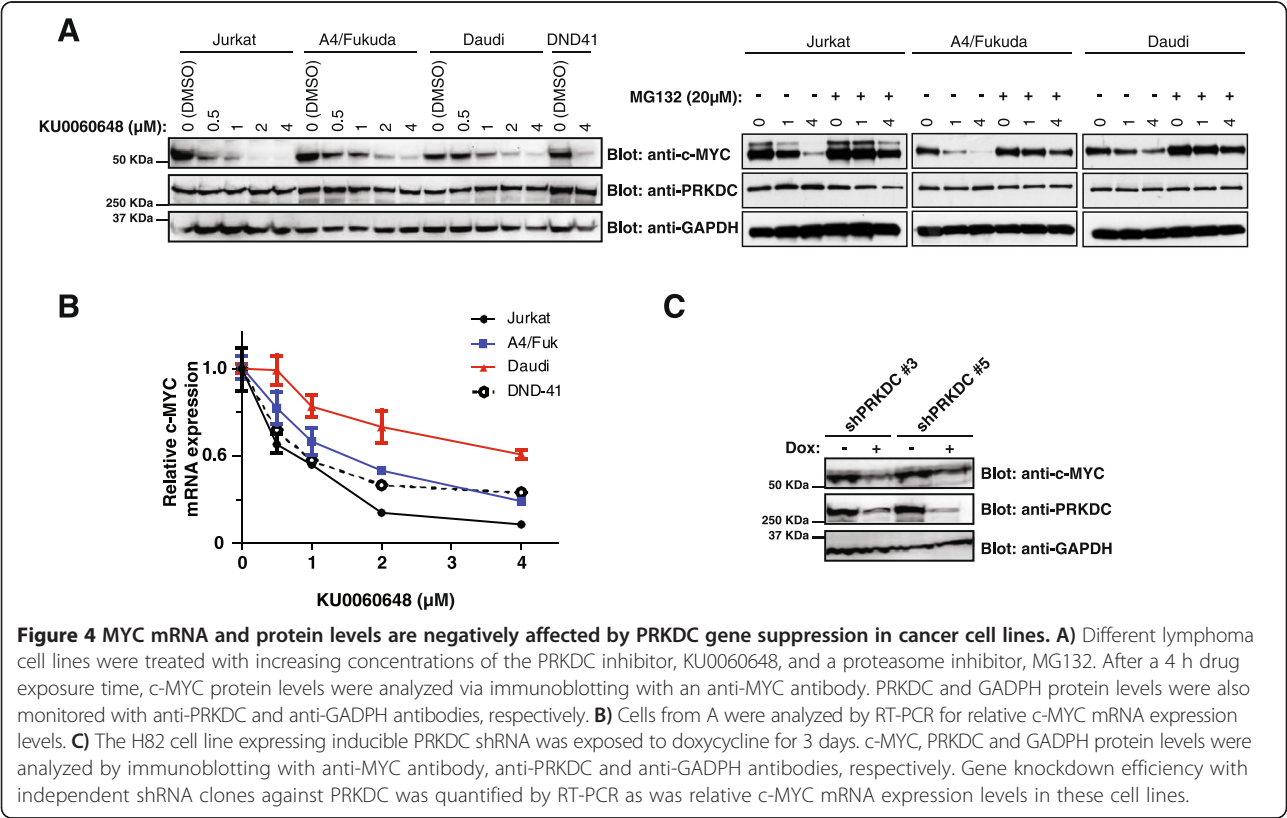 A
Jurkat A4/Fukuda Daudi DND41
0 (DMSO) 0.5 1 2 4 0 (DMSO) 0.5 1 2 4 0 (DMSO) 0.5 1 2 4 0 (DMSO) 4
KU0060648 (µM):
50 KDa
250 KDa
37 KDa
Blot: anti-c-MYC
Blot: anti-PRKDC
Blot: anti-GAPDH
Jurkat A4/Fukuda Daudi
MG132 (20µM): - - - + + + - - - + + + - - - + + +
0 1 4 0 1 4 0 1 4 0 1 4 0 1 4 0 1 4
B
Jurkat
A4/Fuk
Daudi
DND-41
Relative c-MYC
mRNA expression
1.0
0.6
0
0 1 2 3 4
KU0060648 (µM)
C
shPRKDC #3
shPRKDC #5
Dox: - + - +
50 KDa
250 KDa
37 KDa
Blot: anti-c-MYC
Blot: anti-PRKDC
Blot: anti-GAPDH
Figure 4 MYC mRNA and protein levels are negatively affected by PRKDC gene suppression in cancer cell lines. A) Different lymphoma
cell lines were treated with increasing concentrations of the PRKDC inhibitor, KU0060648, and a proteasome inhibitor, MG132. After a 4 h drug
exposure time, c-MYC protein levels were analyzed via immunoblotting with an anti-MYC antibody. PRKDC and GADPH protein levels were also
monitored with anti-PRKDC and anti-GADPH antibodies, respectively. B) Cells from A were analyzed by RT-PCR for relative c-MYC mRNA expression
levels. C) The H82 cell line expressing inducible PRKDC shRNA was exposed to doxycycline for 3 days. c-MYC, PRKDC and GADPH protein levels were
analyzed by immunoblotting with anti-MYC antibody, anti-PRKDC and anti-GADPH antibodies, respectively. Gene knockdown efficiency with
independent shRNA clones against PRKDC was quantified by RT-PCR as was relative c-MYC mRNA expression levels in these cell lines.